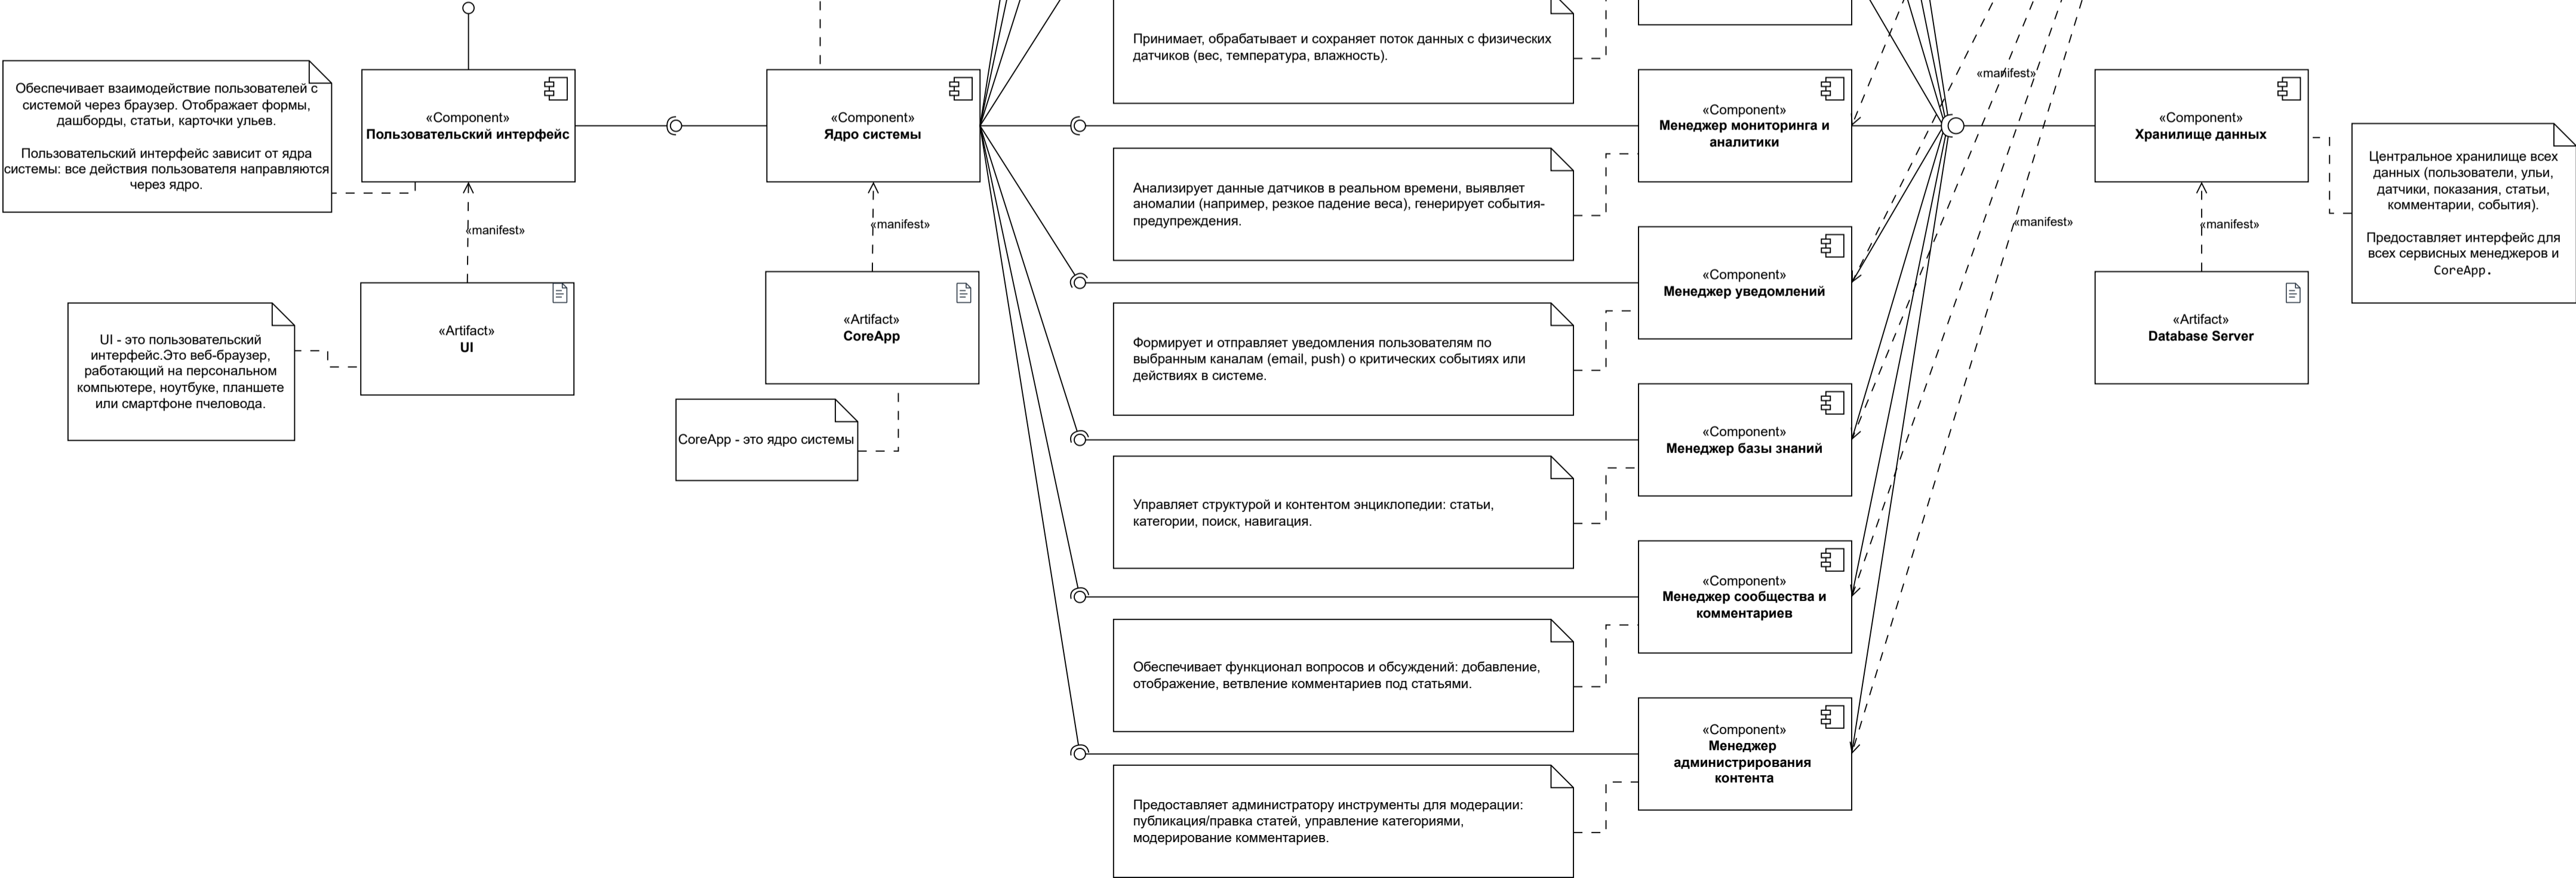 Обеспечивает взаимодействие пользователей с
системой через браузер. Отображает формы,
дашборды, статьи, карточки ульев.
Пользовательский интерфейс зависит от ядра
системы: все действия пользователя направляются
через ядро.
«Component»
Пользовательский интерфейс
«manifest»
«Artifact»
UI
UI - это пользовательский
интерфейс.Это веб-браузер,
работающий на персональном
компьютере, ноутбуке, планшете
или смартфоне пчеловода.
«Component»
Ядро системы
«manifest»
«Artifact»
CoreApp
CoreApp - это ядро системы
Принимает, обрабатывает и сохраняет поток данных с физических
датчиков (вес, температура, влажность).
Анализирует данные датчиков в реальном времени, выявляет
аномалии (например, резкое падение веса), генерирует события-
предупреждения.
Формирует и отправляет уведомления пользователям по
выбранным каналам (email, push) о критических событиях или
действиях в системе.
Управляет структурой и контентом энциклопедии: статьи,
категории, поиск, навигация.
Обеспечивает функционал вопросов и обсуждений: добавление,
отображение, ветвление комментариев под статьями.
Предоставляет администратору инструменты для модерации:
публикация/правка статей, управление категориями,
модерирование комментариев.
«Component»
Менеджер мониторинга и
аналитики
«Component»
Менеджер уведомлений
«Component»
Менеджер базы знаний
«Component»
Менеджер сообщества и
комментариев
«Component»
Менеджер
администрирования
контента
«manifest»
«manifest»
«Component»
Хранилище данных
«manifest»
«Artifact»
Database Server
Центральное хранилище всех
данных (пользователи, ульи,
датчики, показания, статьи,
комментарии, события).
Предоставляет интерфейс для
всех сервисных менеджеров и
CoreApp.